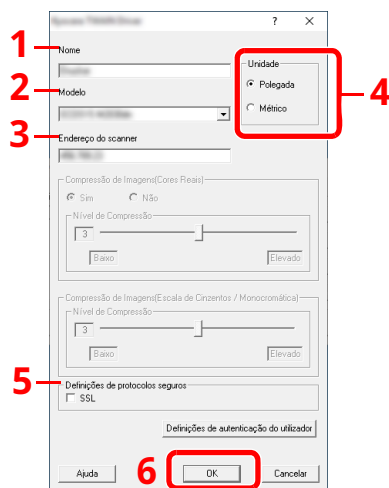 ? ×
1
Nome
Unidade
Polegada
Métrico
4
2
Modelo
3
Endereço do scanner
Compressão de Imagens(Cores Reais)
Sim Não
Nível de Compressão
3
Baixo Elevado
Compressão de Imagens(Escala de Cinzentos / Monocromática)
Nível de Compressão
3
Baixo Elevado
5
Definições de protocolos seguros
SSL
Definições de autenticação do utilizador
6
Ajuda OK Cancelar